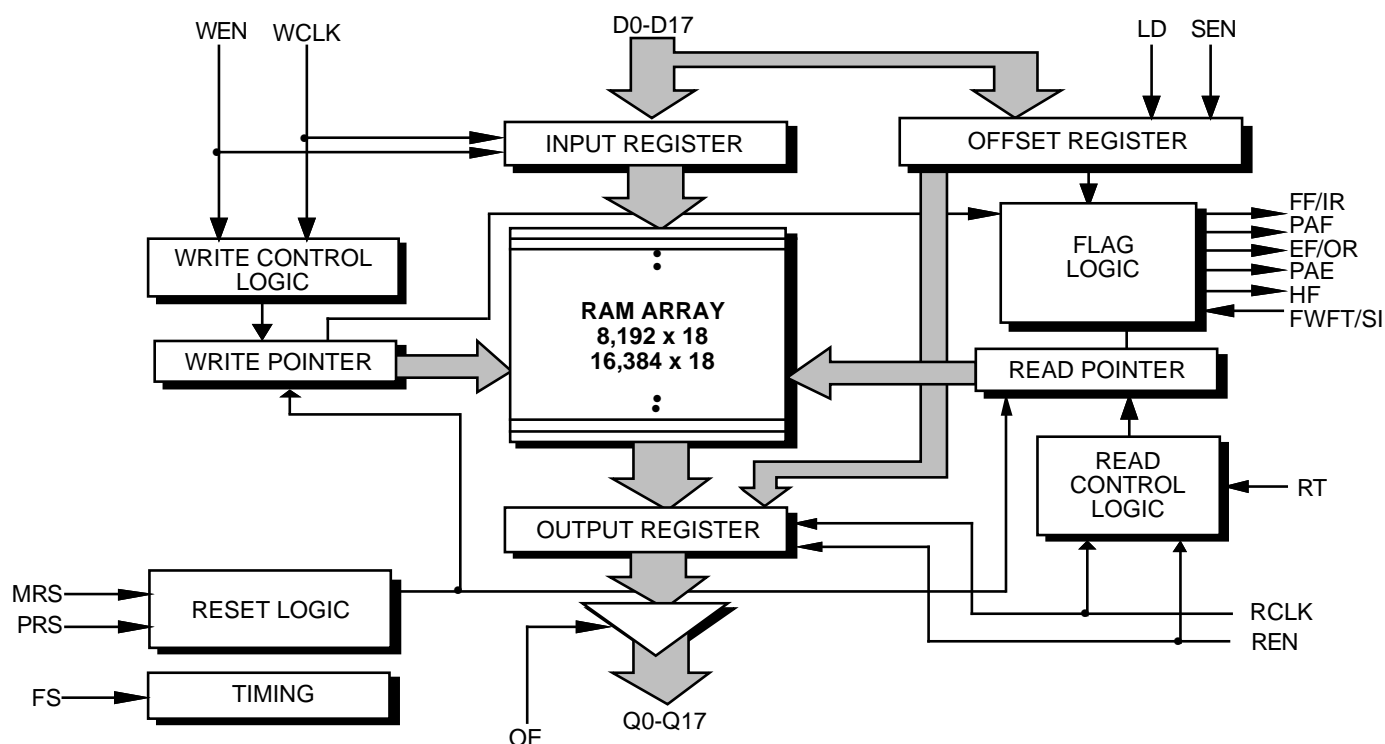 D0-D17
WEN WCLK LD SEN
INPUT REGISTER
OFFSET REGISTER
WRITE CONTROL
LOGIC
FLAG
LOGIC
FF/IR
PAF
EF/OR
PAE
HF
FWFT/SI
RAM ARRAY
8,192 x 18
16,384 x 18
WRITE POINTER
READ POINTER
READ
CONTROL
LOGIC
RT
OUTPUT REGISTER
MRS
PRS
RESET LOGIC
RCLK
REN
FS
TIMING
OE
Q0-Q17